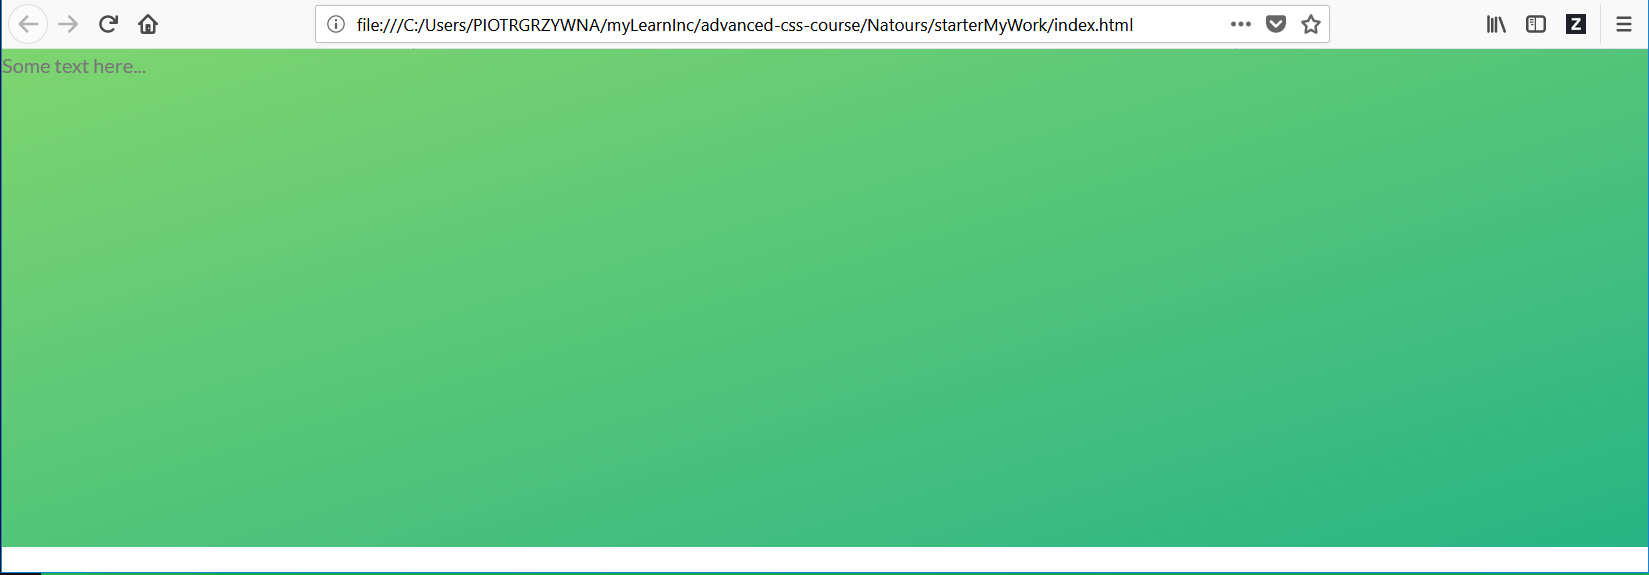 file:///C:/Users/PIOTRGRZYWNA/myLearnInc/advanced-css-course/Natours/starterMyWork/index.html
Z
Some text here...